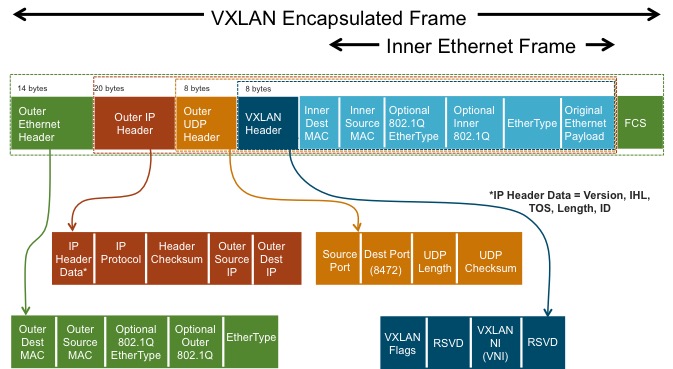 VXLAN Encapsulated Frame
Inner Ethernet Frame
14 bytes
20 bytes
8 bytes
8 bytes
Outer
Ethernet
Header
Outer IP
Header
Outer
UDP
Header
VXLAN
Header
Inner
Dest
MAC
Inner
Source
MAC
Optional
802.1Q
EtherType
Optional
Inner
802.1Q
EtherType
Original
Ethernet
Payload
FCS
*IP Header Data = Version, IHL,
TOS, Length, ID
IP
Header
Data*
IP
Protocol
Header
Checksum
Outer
Source
IP
Outer
Dest
IP
Source
Port
Dest Port
(8472)
UDP
Length
UDP
Checksum
Outer
Dest
MAC
Outer
Source
MAC
Optional
802.1Q
EtherType
Optional
Outer
802.1Q
EtherType
VXLAN
Flags
RSVD
VXLAN
NI
(VNI)
RSVD